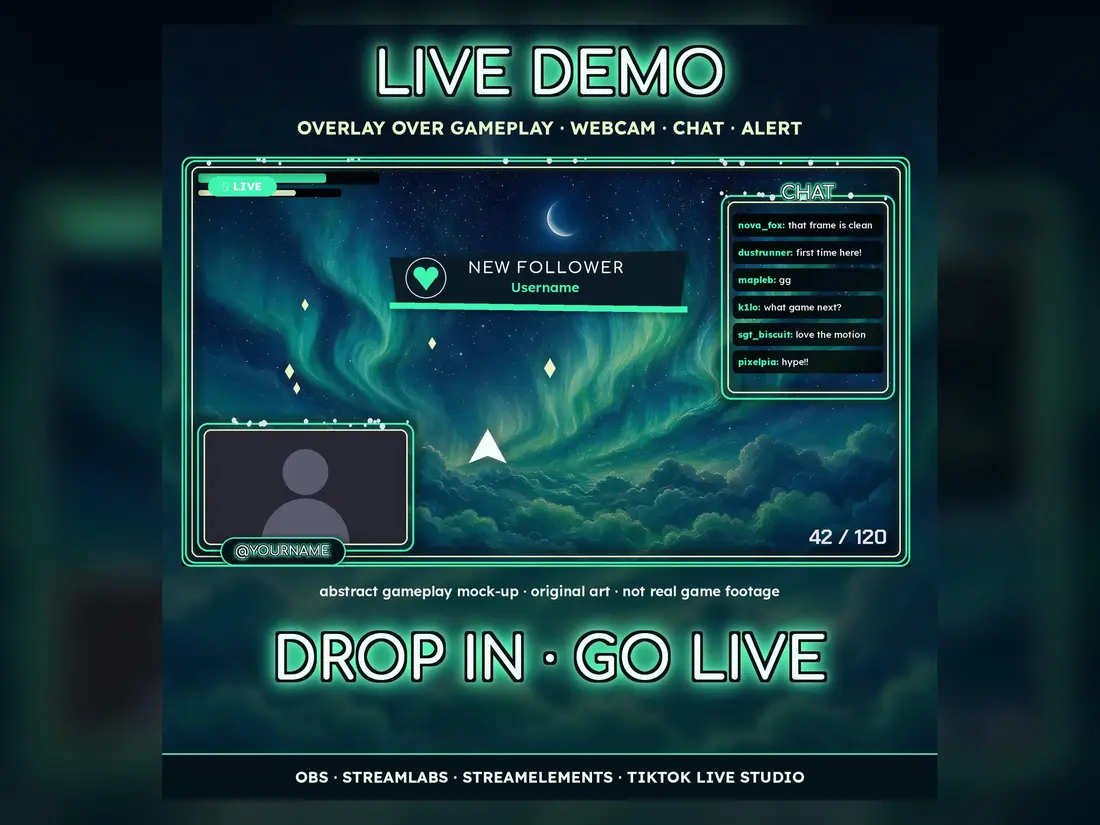 LIVE DEMO
OVERLAY OVER GAMEPLAY · WEBCAM · CHAT · ALERT
LIVE
CHAT
nova_fox: that frame is clean
dustrunner: first time here!
mapleb: gg
k1lo: what game next?
sgt_biscuit: love the motion
pixelpia: hype!!
NEW FOLLOWER
Username
@YOURNAME
42 / 120
abstract gameplay mock-up · original art · not real game footage
DROP IN · GO LIVE
OBS · STREAMLABS · STREAMELEMENTS · TIKTOK LIVE STUDIO